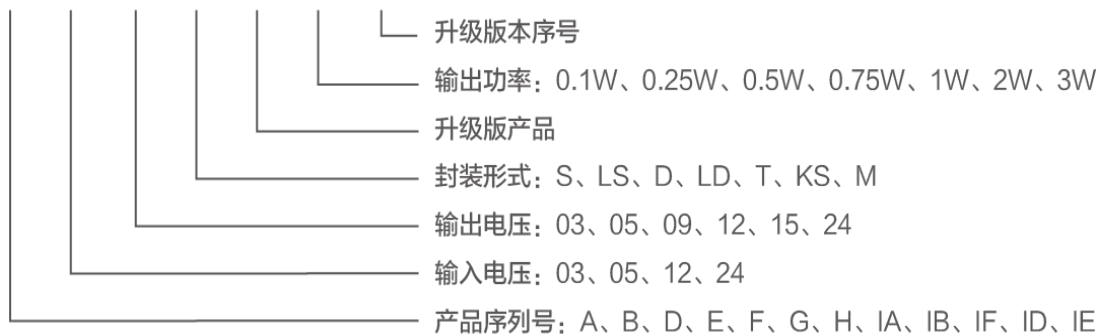 升级版本序号
输出功率：0.1W、0.25W、0.5W、0.75W、1W、2W、3W
升级版产品
封装形式：S、LS、D、LD、T、KS、M
输出电压：03、05、09、12、15、24
输入电压：03、05、12、24
产品序列号：A、B、D、E、F、G、H、IA、IB、IF、ID、IE